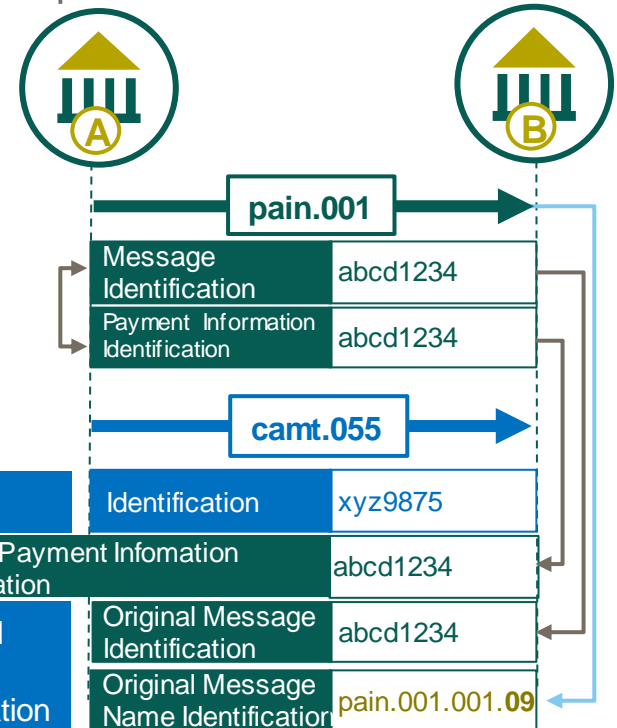 A
B
pain.001
Message
Identification
abcd1234
Payment Information
Identification
abcd1234
camt.055
Identification
xyz9875
Payment Infomation
ation
abcd1234
Original Message
Identification
abcd1234
ation
Original Message
Name Identification
pain.001.001.09